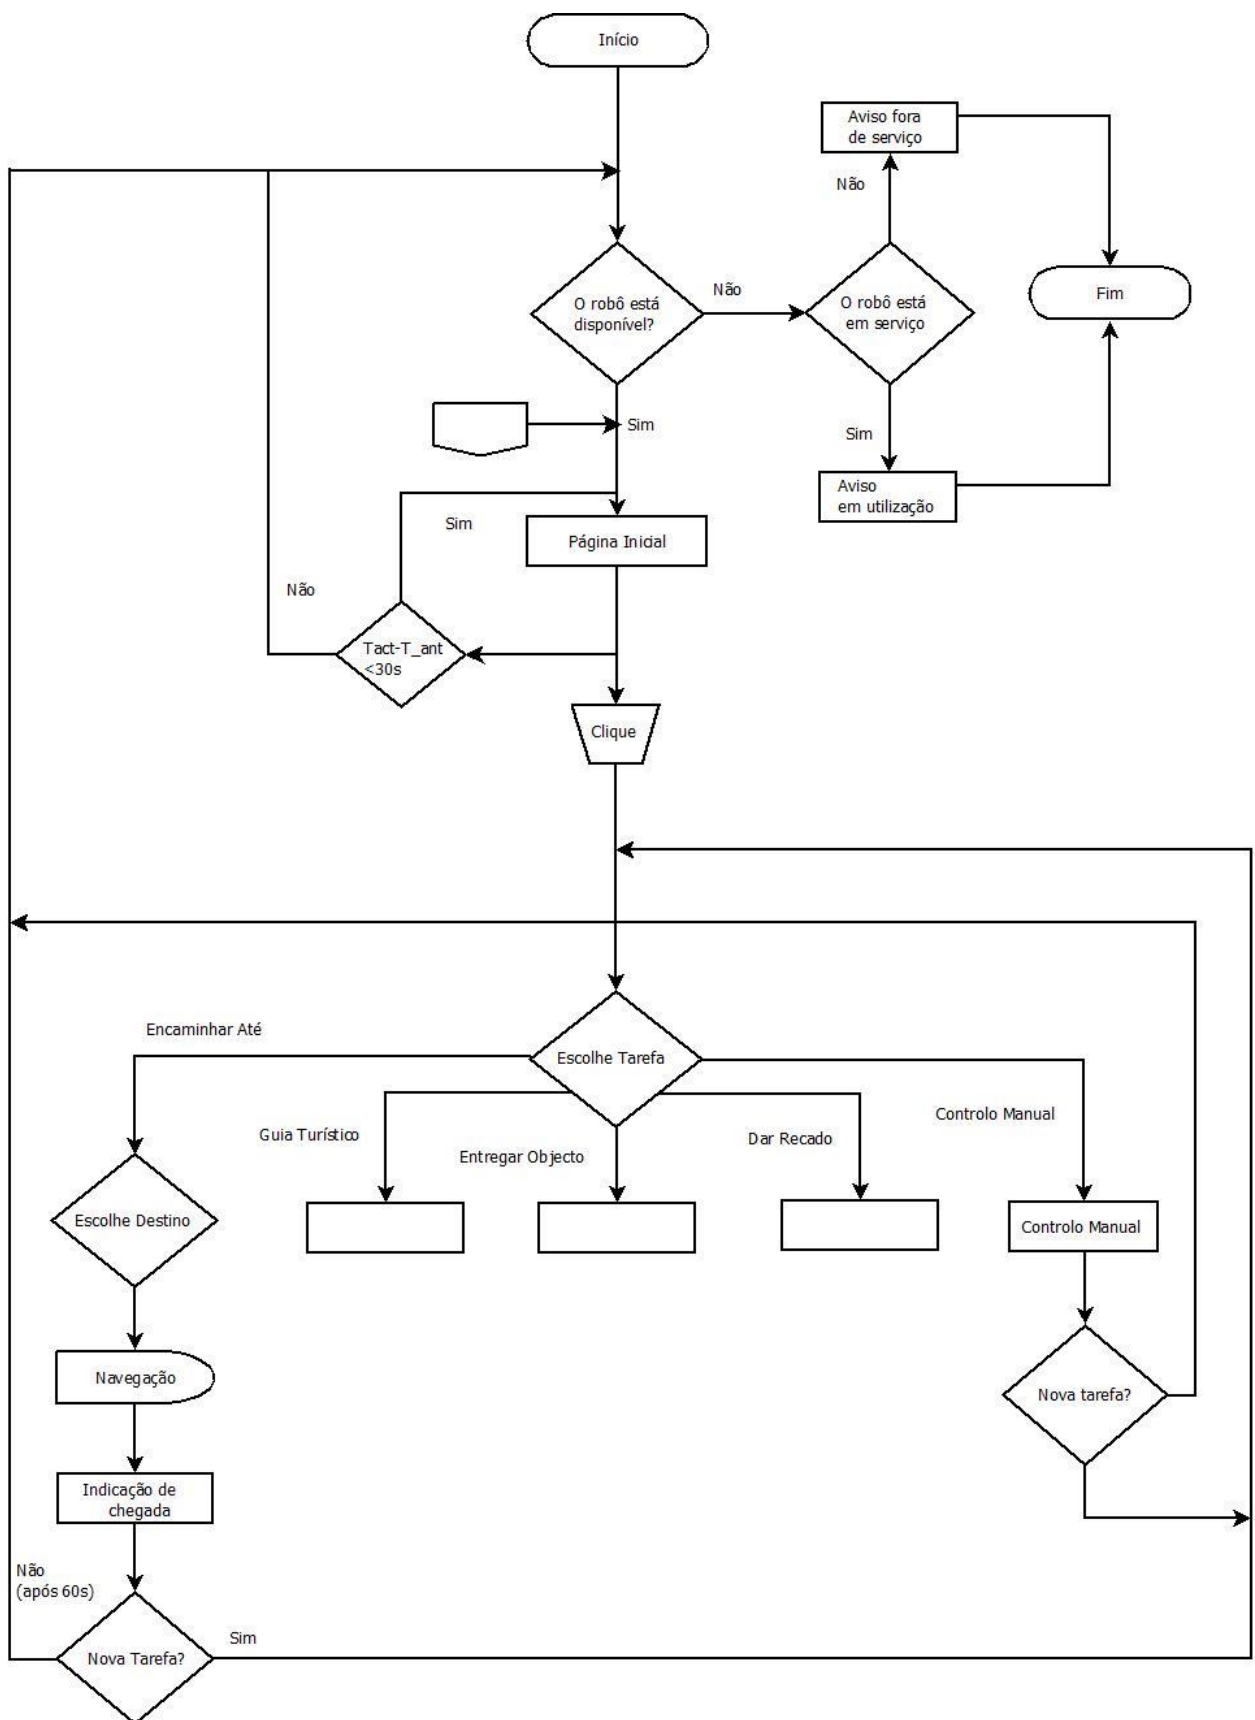 Início
Aviso fora
de serviço
Não
O robô está
disponível?
Não
O robô está
em serviço
Fim
Sim
Sim
Aviso
em utilização
Sim
Página Inicial
Não
Tact-T_ant
<30s
Clique
Encaminhar Até
Escolhe Tarefa
Guia Turístico
Entregar Objecto
Dar Recado
Controlo Manual
Escolhe Destino
Controlo Manual
Navegação
Nova tarefa?
Indicação de
chegada
Não
(após 60s)
Nova Tarefa?
Sim